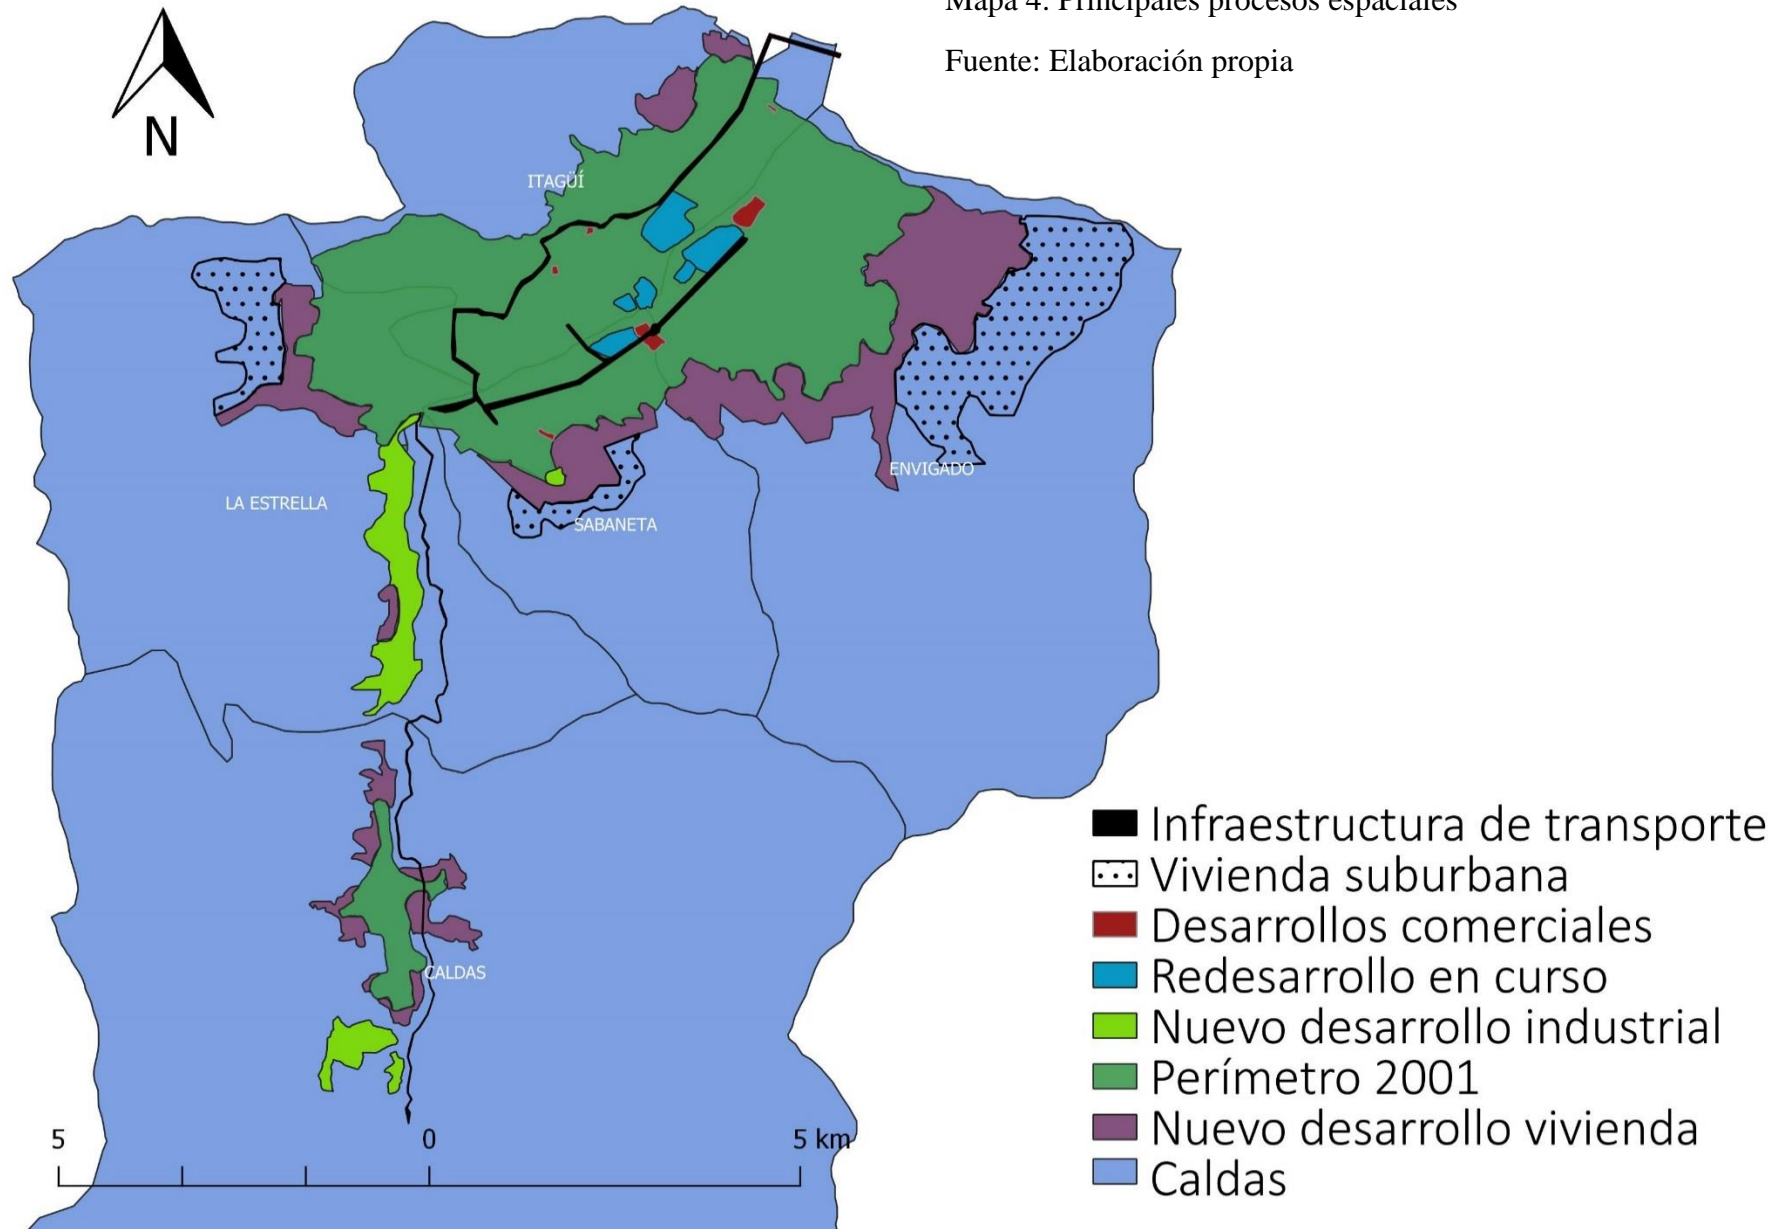 Mapa 4: Principales procesos espaciales
Fuente: Elaboración propia
N
ITAGÜÍ
ENVIGADO
LA ESTRELLA
SABANETA
CALDAS
Infraestructura de transporte
Vivienda suburbana
Desarrollos comerciales
Redesarrollo en curso
Nuevo desarrollo industrial
Perímetro 2001
Nuevo desarrollo vivienda
Caldas
5 0 5 km